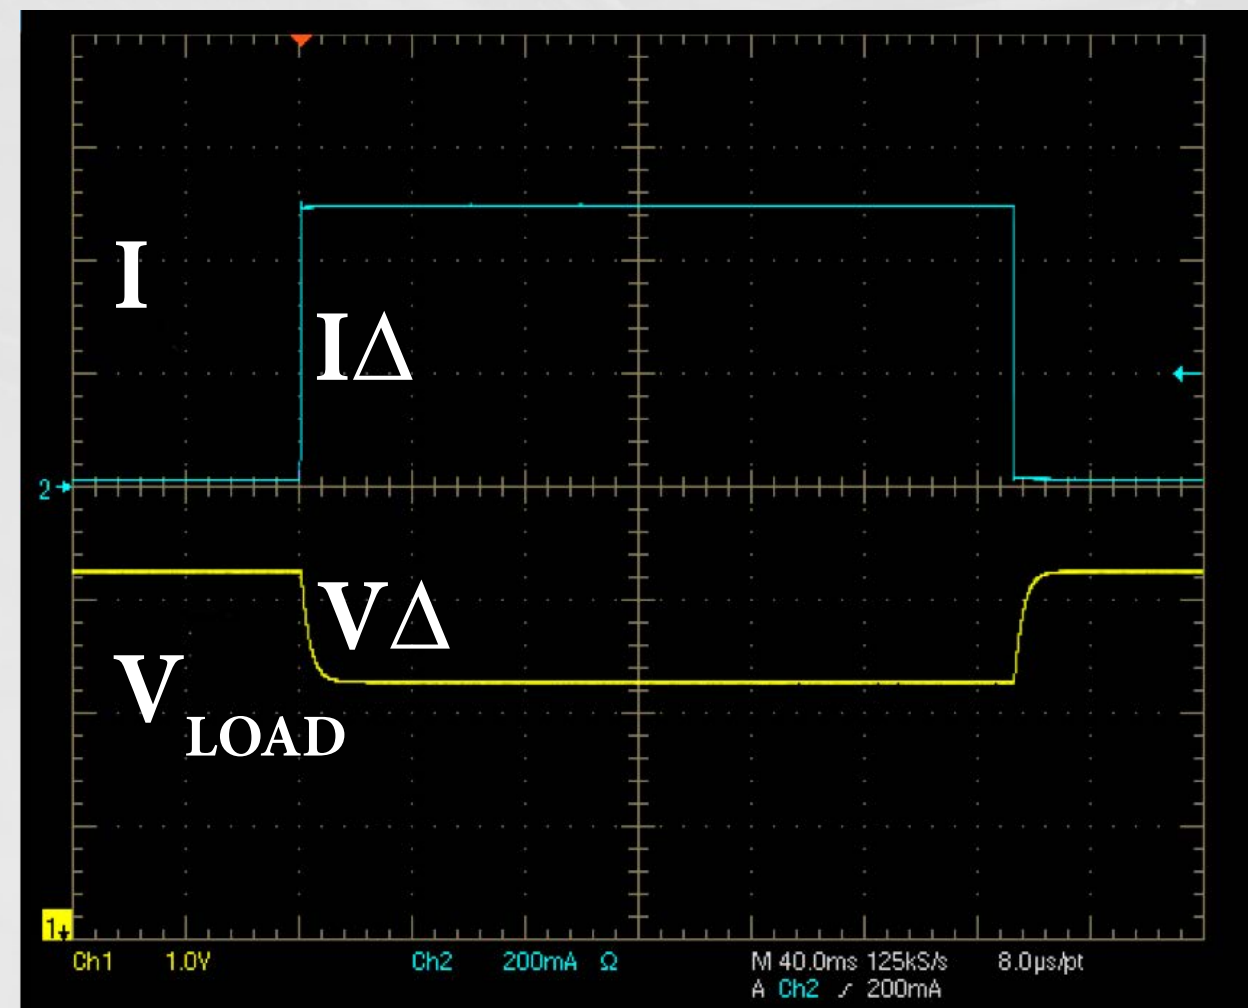 I
IΔ
2
VΔ
V LOAD
1
Ch1 1.0V Ch2 200mA Ω M 40.0ms 125kS/s 8.0µs/pt
A Ch2 / 200mA